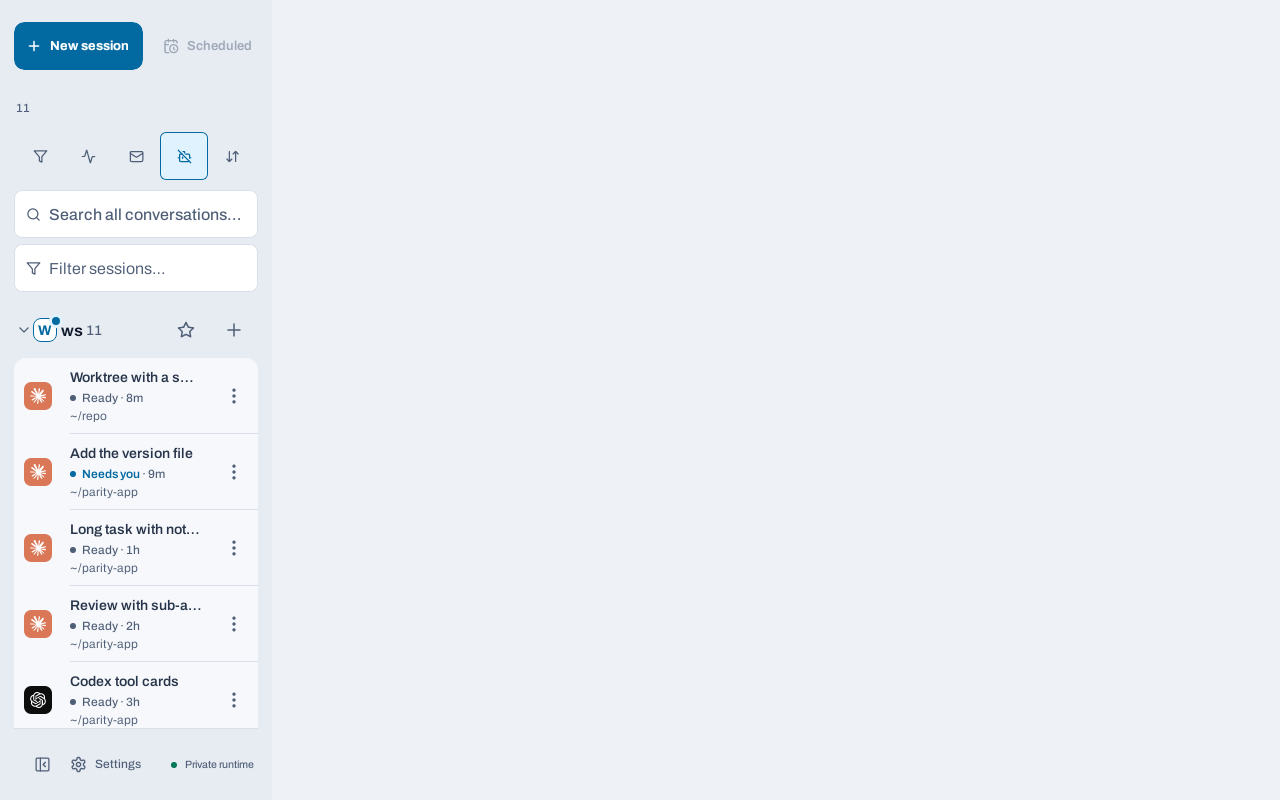 New session
Scheduled
11
Search all conversations...
Filter sessions...
W ws 11
Worktree with a s...
Ready · 8m
~/repo
Add the version file
Needs you · 9m
~/parity-app
Long task with not...
Ready · 1h
~/parity-app
Review with sub-a...
Ready · 2h
~/parity-app
Codex tool cards
Ready · 3h
~/parity-app
Settings
Private runtime